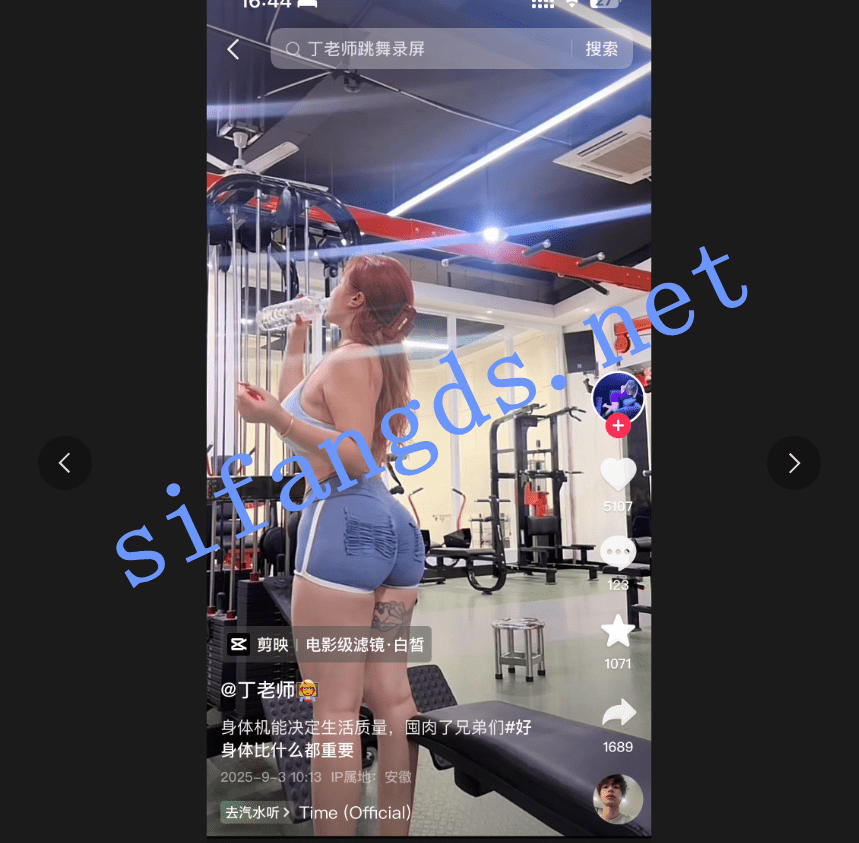 16:44
27
丁老师跳舞录屏
搜索
sifangds.net
5107
123
1071
1689
剪映 | 电影级滤镜·白皙
@丁老师
身体机能决定生活质量，囤肉了兄弟们#好
身体比什么都重要
2025-9-3 10:13 IP属地：安徽
去汽水听
Time (Official)